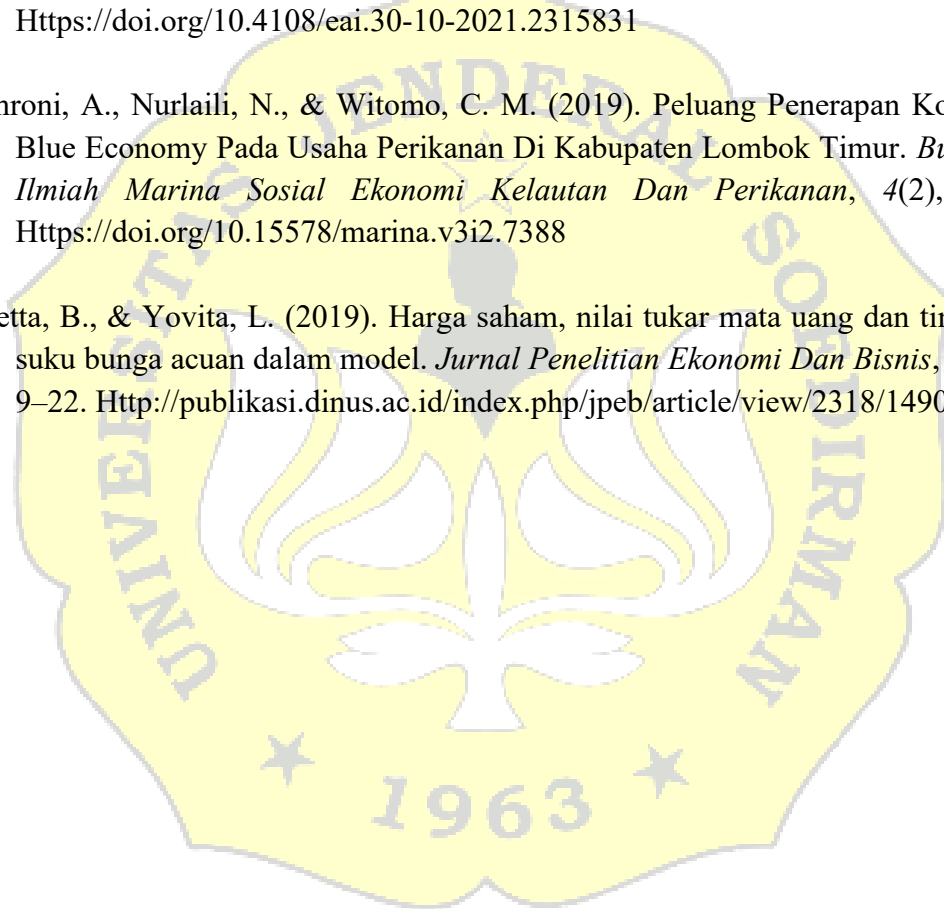 Https://doi.org/10.4108/eai.30-10-2021.2315831
nroni, A., Nurlaili, N., & Witomo, C. M. (2019). Peluang Penerapan Ko
Blue Economy Pada Usaha Perikanan Di Kabupaten Lombok Timur. Bu
Ilmiah Marina Sosial Ekonomi Kelautan Dan Perikanan, 4(2),
Https://doi.org/10.15578/marina.v3i2.7388
etta, B., & Yovita, L. (2019). Harga saham, nilai tukar mata uang dan tin
suku bunga acuan dalam model. Jurnal Penelitian Ekonomi Dan Bisnis,
9–22. Http://publikasi.dinus.ac.id/index.php/jpeb/article/view/2318/1490
UNIVERSITAS JENDERAL SOEDIRMAN
1963